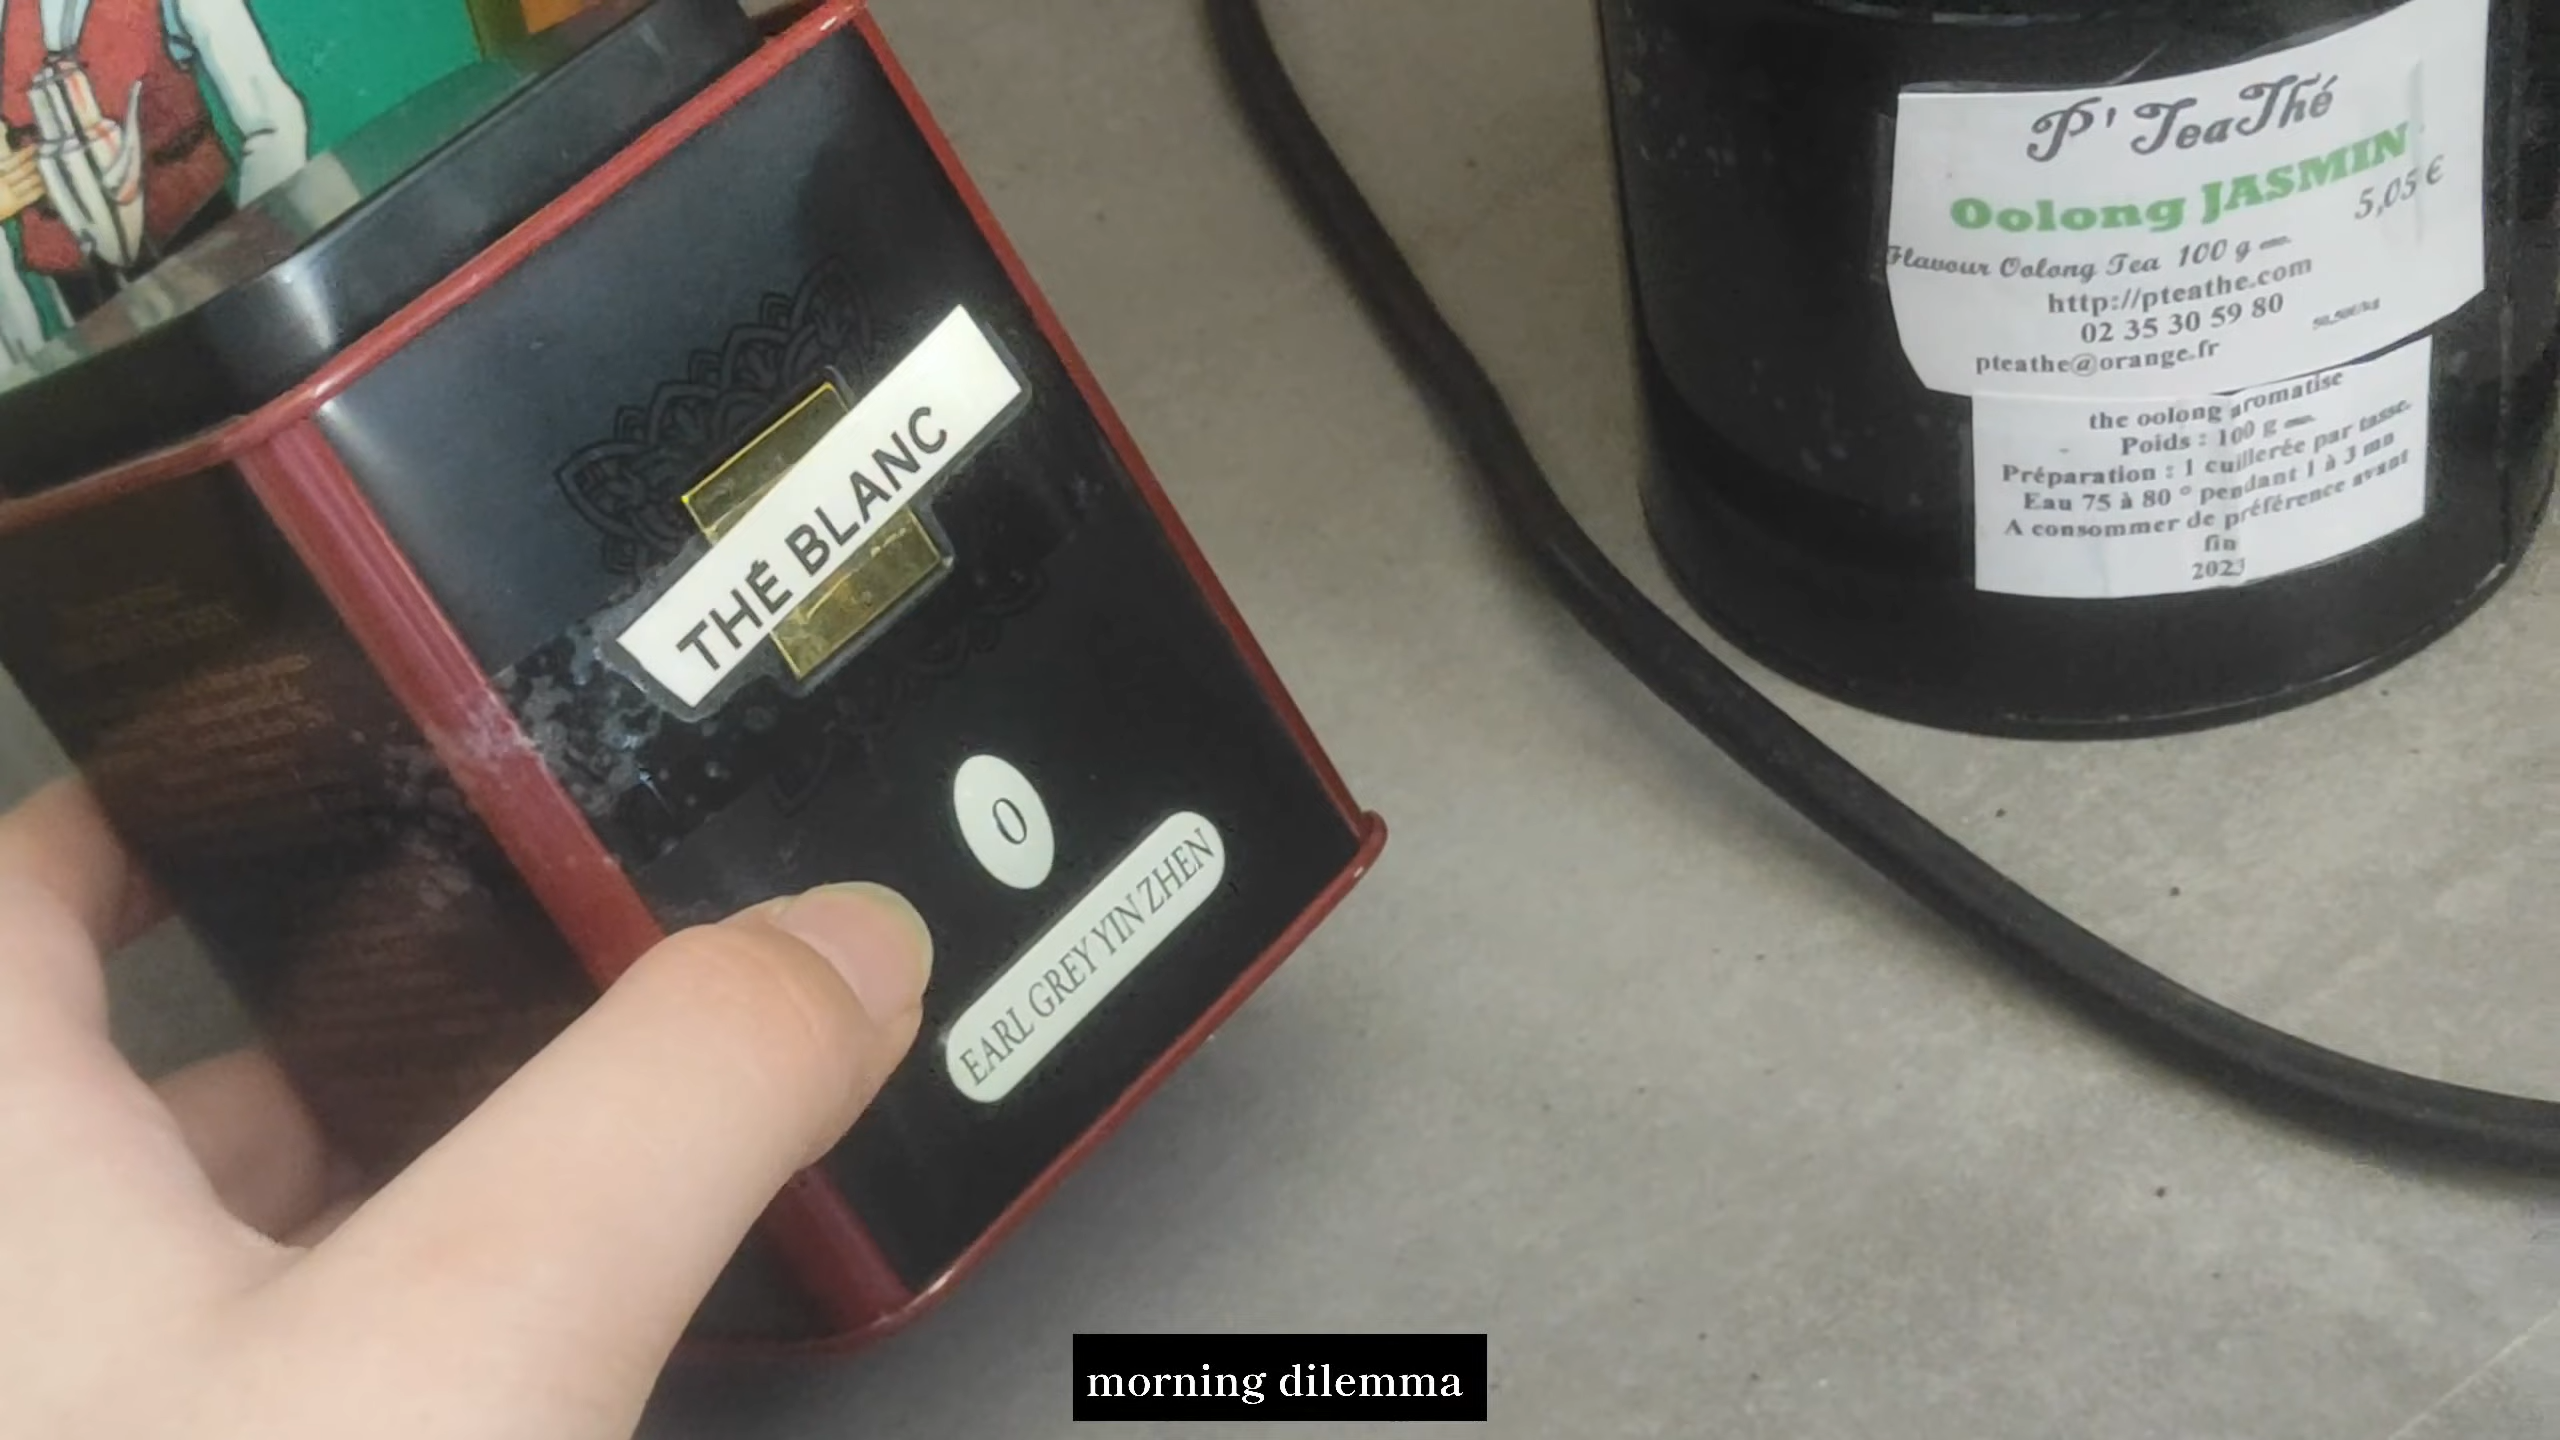 THÉ BLANC
0
EARL GREY YIN ZHEN
P' TeaThé
Oolong JASMIN
5,05 €
Flavour Oolong Tea 100 g
http://pteathe.com
02 35 30 59 80
pteathe@orange.fr
the oolong aromatise
Poids : 100 g
Préparation : 1 cuillerée par tasse.
Eau 75 à 80 ° pendant 1 à 3 mn
A consommer de préférence avant
fin
2023
morning dilemma